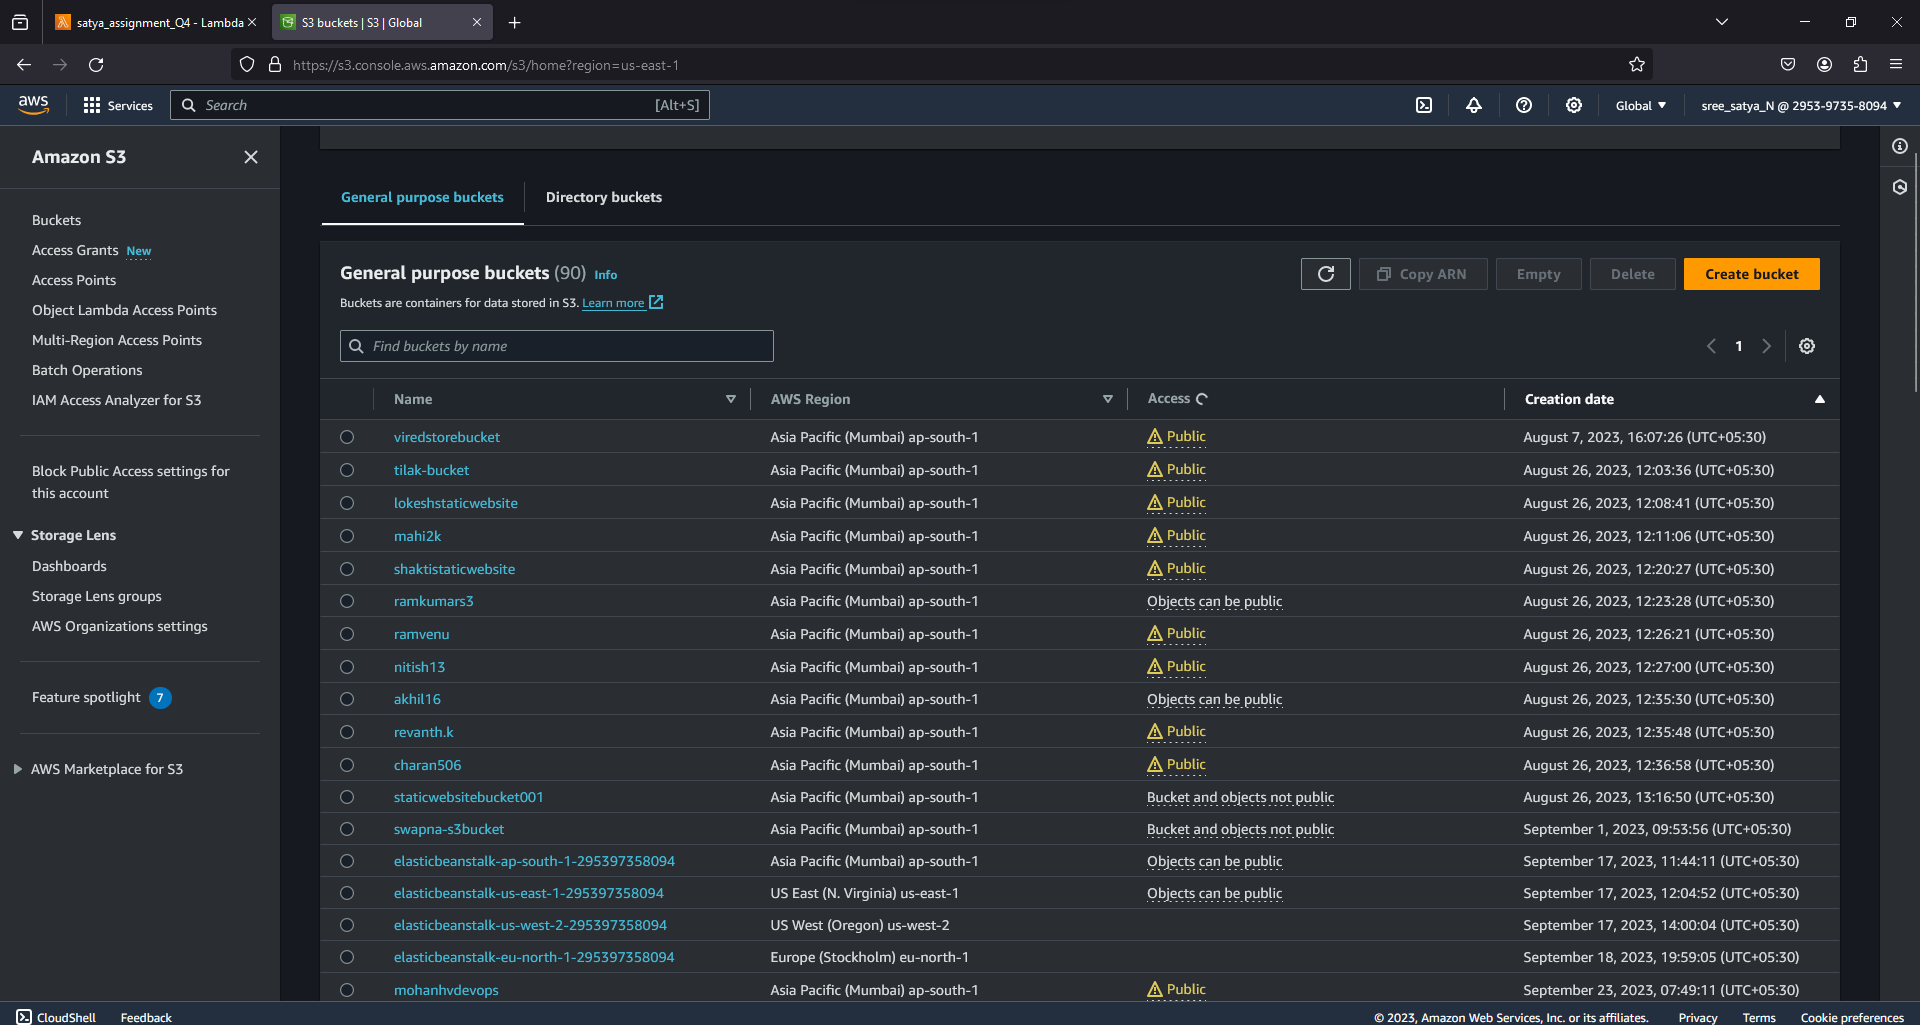 satya_assignment_Q4 - Lambda
S3 buckets | S3 | Global
https://s3.console.aws.amazon.com/s3/home?region=us-east-1
aws
Services
Search
[Alt+S]
Global
sree_satya_N @ 2953-9735-8094
Amazon S3
Buckets
Access Grants New
Access Points
Object Lambda Access Points
Multi-Region Access Points
Batch Operations
IAM Access Analyzer for S3
Block Public Access settings for
this account
Storage Lens
Dashboards
Storage Lens groups
AWS Organizations settings
Feature spotlight 7
AWS Marketplace for S3
General purpose buckets
Directory buckets
General purpose buckets (90) Info
Buckets are containers for data stored in S3. Learn more
Copy ARN
Empty
Delete
Create bucket
Find buckets by name
1
Name AWS Region Access Creation date
viredstorebucket Asia Pacific (Mumbai) ap-south-1 Public August 7, 2023, 16:07:26 (UTC+05:30)
tilak-bucket Asia Pacific (Mumbai) ap-south-1 Public August 26, 2023, 12:03:36 (UTC+05:30)
lokeshstaticwebsite Asia Pacific (Mumbai) ap-south-1 Public August 26, 2023, 12:08:41 (UTC+05:30)
mahi2k Asia Pacific (Mumbai) ap-south-1 Public August 26, 2023, 12:11:06 (UTC+05:30)
shaktistaticwebsite Asia Pacific (Mumbai) ap-south-1 Public August 26, 2023, 12:20:27 (UTC+05:30)
ramkumars3 Asia Pacific (Mumbai) ap-south-1 Objects can be public August 26, 2023, 12:23:28 (UTC+05:30)
ramvenu Asia Pacific (Mumbai) ap-south-1 Public August 26, 2023, 12:26:21 (UTC+05:30)
nitish13 Asia Pacific (Mumbai) ap-south-1 Public August 26, 2023, 12:27:00 (UTC+05:30)
akhil16 Asia Pacific (Mumbai) ap-south-1 Objects can be public August 26, 2023, 12:35:30 (UTC+05:30)
revanth.k Asia Pacific (Mumbai) ap-south-1 Public August 26, 2023, 12:35:48 (UTC+05:30)
charan506 Asia Pacific (Mumbai) ap-south-1 Public August 26, 2023, 12:36:58 (UTC+05:30)
staticwebsitebucket001 Asia Pacific (Mumbai) ap-south-1 Bucket and objects not public August 26, 2023, 13:16:50 (UTC+05:30)
swapna-s3bucket Asia Pacific (Mumbai) ap-south-1 Bucket and objects not public September 1, 2023, 09:53:56 (UTC+05:30)
elasticbeanstalk-ap-south-1-295397358094 Asia Pacific (Mumbai) ap-south-1 Objects can be public September 17, 2023, 11:44:11 (UTC+05:30)
elasticbeanstalk-us-east-1-295397358094 US East (N. Virginia) us-east-1 Objects can be public September 17, 2023, 12:04:52 (UTC+05:30)
elasticbeanstalk-us-west-2-295397358094 US West (Oregon) us-west-2 September 17, 2023, 14:00:04 (UTC+05:30)
elasticbeanstalk-eu-north-1-295397358094 Europe (Stockholm) eu-north-1 September 18, 2023, 19:59:05 (UTC+05:30)
mohanhvdevops Asia Pacific (Mumbai) ap-south-1 Public September 23, 2023, 07:49:11 (UTC+05:30)
CloudShell Feedback © 2023, Amazon Web Services, Inc. or its affiliates. Privacy Terms Cookie preferences